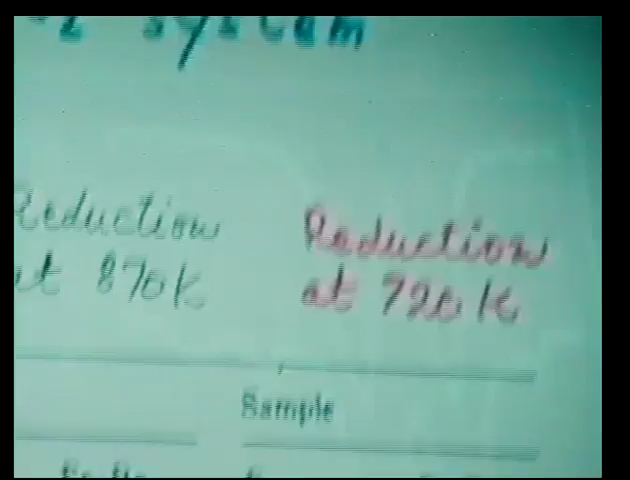 system
Reduction Reduction
at 870K at 720K
Sample